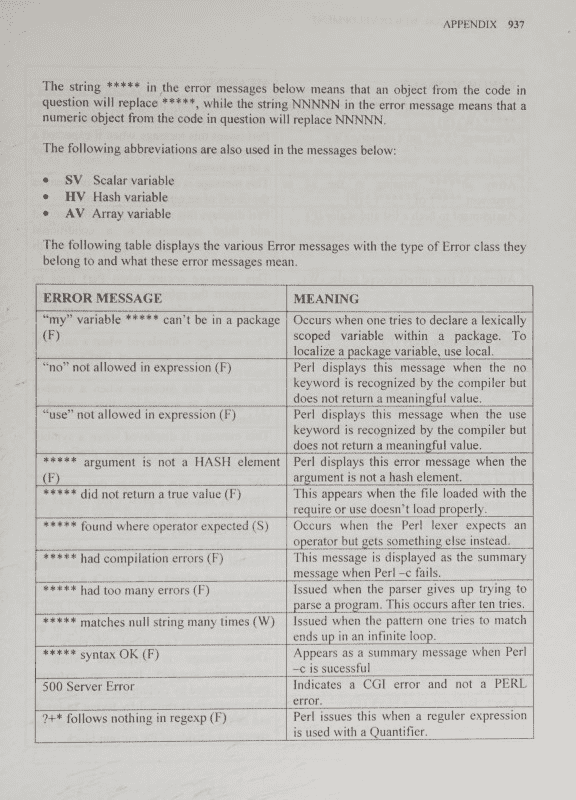 APPENDIX 937
The string ***** in the error messages below means that an object from the code in
question will replace *****, while the string NNNNN in the error message means that a
numeric object from the code in question will replace NNNNN.
The following abbreviations are also used in the messages below:
• SV Scalar variable
• HV Hash variable
• AV Array variable
The following table displays the various Error messages with the type of Error class they
belong to and what these error messages mean.
ERROR MESSAGE
MEANING
“my” variable ***** can’t be in a package
(F)
Occurs when one tries to declare a lexically
scoped variable within a package. To
localize a package variable, use local.
“no” not allowed in expression (F)
Perl displays this message when the no
keyword is recognized by the compiler but
does not return a meaningful value.
“use” not allowed in expression (F)
Perl displays this message when the use
keyword is recognized by the compiler but
does not return a meaningful value.
***** argument is not a HASH element
(F)
Perl displays this error message when the
argument is not a hash element.
***** did not return a true value (F)
This appears when the file loaded with the
require or use doesn’t load properly.
***** found where operator expected (S)
Occurs when the Perl lexer expects an
operator but gets something else instead.
***** had compilation errors (F)
This message is displayed as the summary
message when Perl –c fails.
***** had too many errors (F)
Issued when the parser gives up trying to
parse a program. This occurs after ten tries.
***** matches null string many times (W)
Issued when the pattern one tries to match
ends up in an infinite loop.
***** syntax OK (F)
Appears as a summary message when Perl
–c is sucessful
500 Server Error
Indicates a CGI error and not a PERL
error.
?+* follows nothing in regexp (F)
Perl issues this when a reguler expression
is used with a Quantifier.